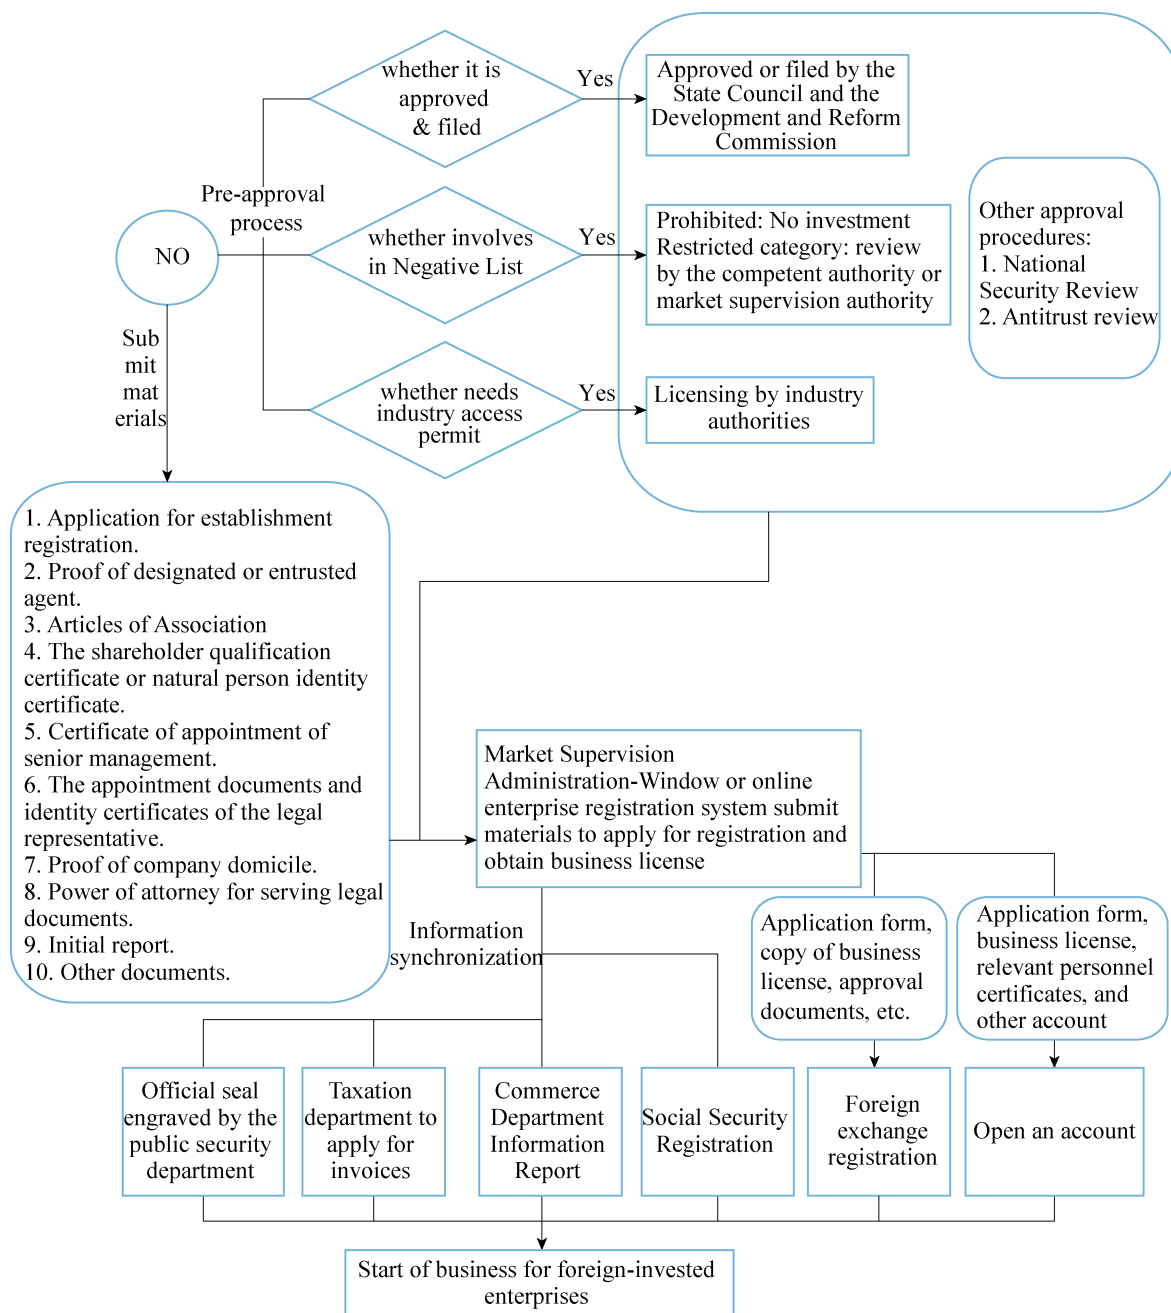 whether it is
approved
& filed
Yes
Approved or filed by the
State Council and the
Development and Reform
Commission
Pre-approval
process
NO
whether involves
in Negative List
Yes
Prohibited: No investment
Restricted category: review
by the competent authority or
market supervision authority
Other approval
procedures:
1. National
Security Review
2. Antitrust review
Sub
mit
mat
erials
whether needs
industry access
permit
Yes
Licensing by industry
authorities
1. Application for establishment
registration.
2. Proof of designated or entrusted
agent.
3. Articles of Association
4. The shareholder qualification
certificate or natural person identity
certificate.
5. Certificate of appointment of
senior management.
6. The appointment documents and
identity certificates of the legal
representative.
7. Proof of company domicile.
8. Power of attorney for serving legal
documents.
9. Initial report.
10. Other documents.
Market Supervision
Administration-Window or online
enterprise registration system submit
materials to apply for registration and
obtain business license
Information
synchronization
Application form,
copy of business
license, approval
documents, etc.
Application form,
business license,
relevant personnel
certificates, and
other account
Official seal
engraved by the
public security
department
Taxation
department to
apply for
invoices
Commerce
Department
Information
Report
Social Security
Registration
Foreign
exchange
registration
Open an account
Start of business for foreign-invested
enterprises